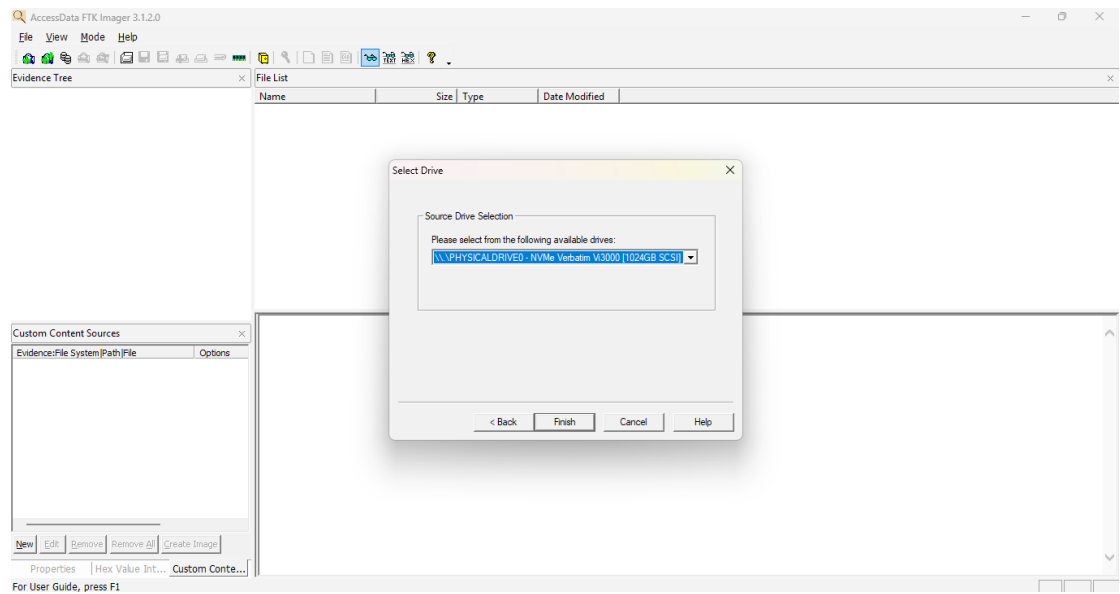 AccessData FTK Imager 3.1.2.0
File View Mode Help
Evidence Tree
File List
Name Size Type Date Modified
Select Drive
Source Drive Selection
Please select from the following available drives:
\\.\PHYSICALDRIVE0 - NVMe Verbatim Vi3000 [1024GB SCSI]
< Back Finish Cancel Help
Custom Content Sources
Evidence:File System|Path|File Options
New Edit Remove Remove All Create Image
Properties Hex Value Int... Custom Conte...
For User Guide, press F1